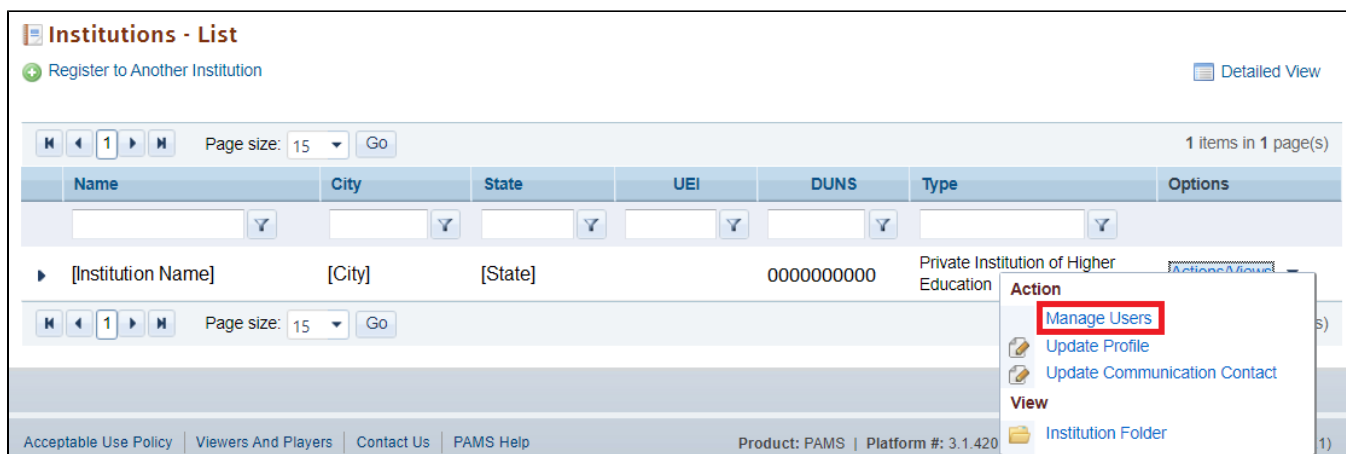 Institutions - List
Register to Another Institution
Detailed View
1
Page size: 15
Go
1 items in 1 page(s)
Name City State UEI DUNS Type Options
[Institution Name] [City] [State] 0000000000 Private Institution of Higher Education Actions/Views
Action
Manage Users
Update Profile
Update Communication Contact
View
Institution Folder
1
Page size: 15
Go
s)
Acceptable Use Policy Viewers And Players Contact Us PAMS Help
Product: PAMS | Platform #: 3.1.420
1)